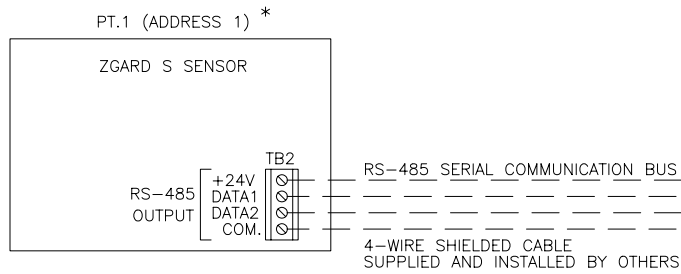 PT.1 (ADDRESS 1) *
ZGARD S SENSOR
TB2
RS-485 SERIAL COMMUNICATION BUS
+24V
RS-485
DATA1
OUTPUT
DATA2
COM.
4-WIRE SHIELDED CABLE
SUPPLIED AND INSTALLED BY OTHERS